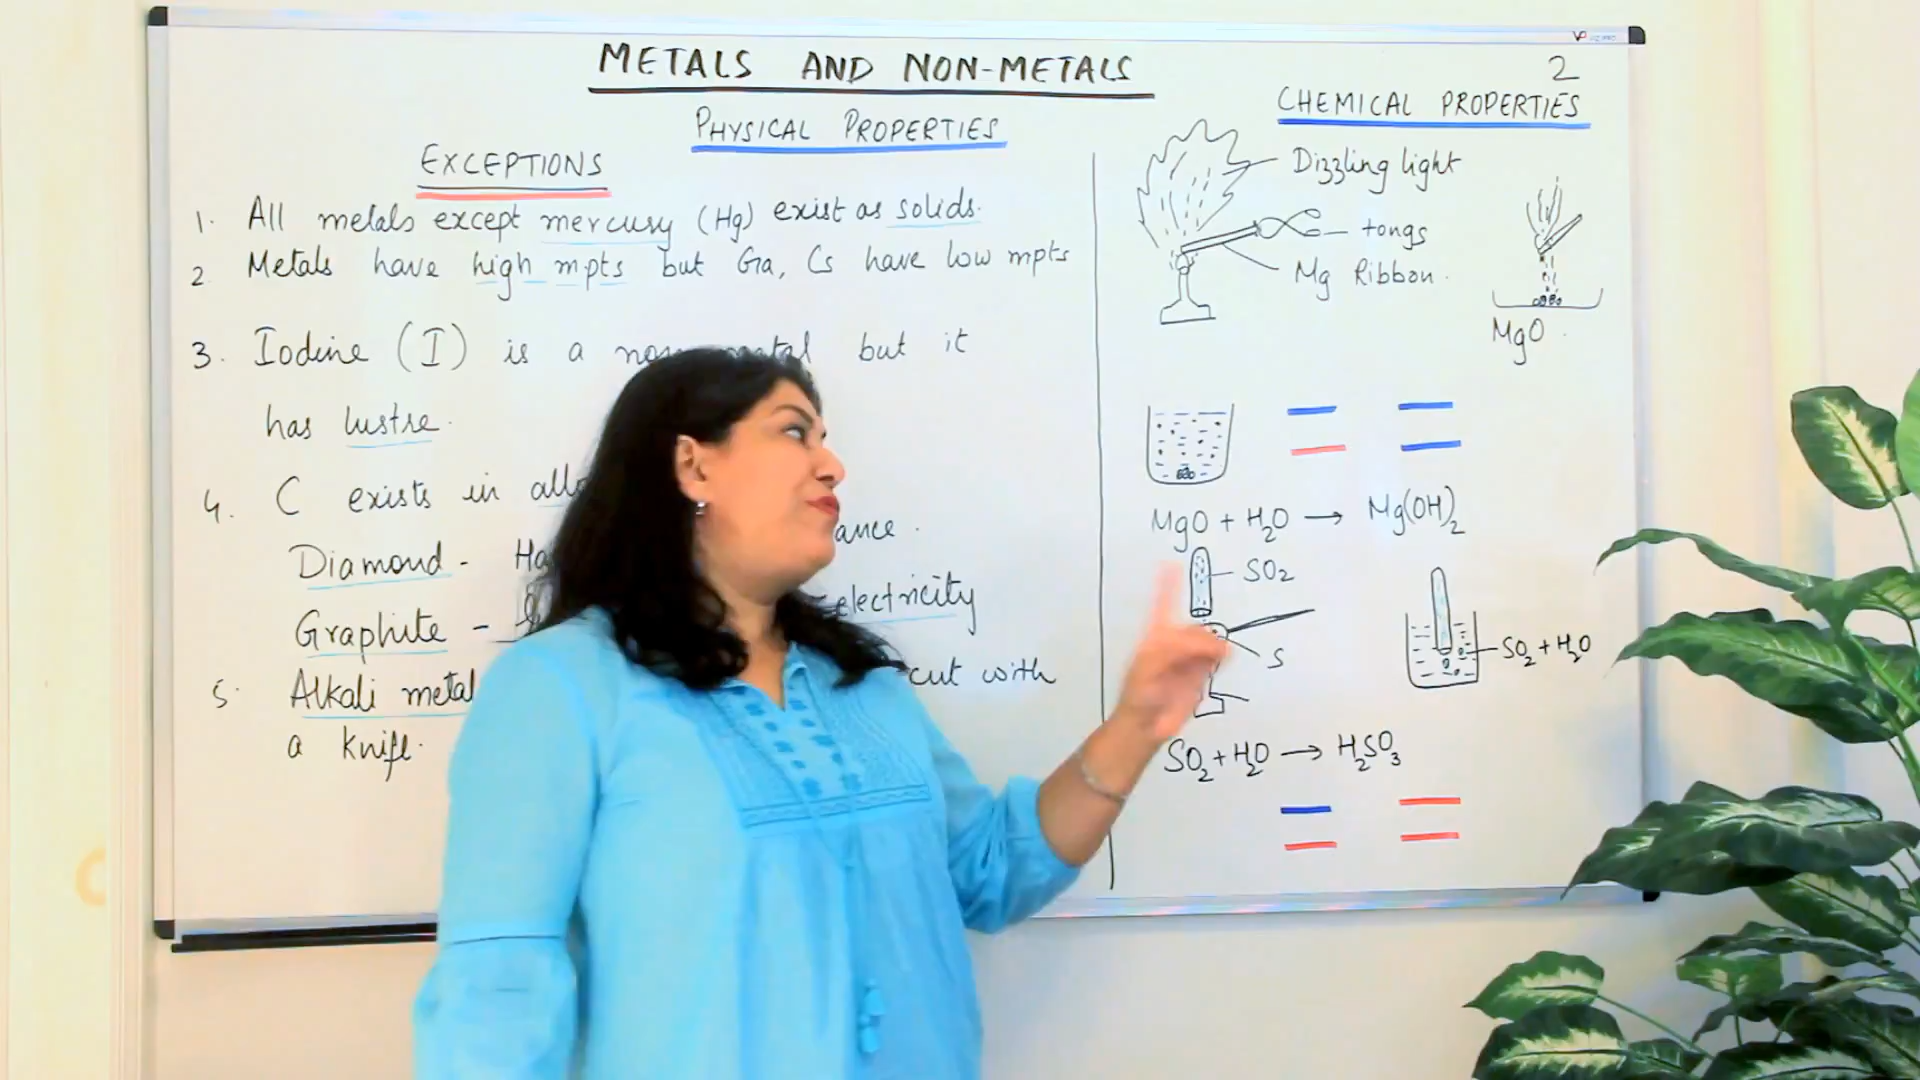 METALS AND NON-METALS
2
PHYSICAL PROPERTIES
CHEMICAL PROPERTIES
EXCEPTIONS
1. All metals except mercury (Hg) exist as solids.
2 Metals have high mpts but Ga, Cs have low mpts
3. Iodine (I) is a but it
has lustre.
4. C exists in
Diamond -
Graphite - electricity
5. Alkali metal cut with
a knife.
Dizzling light
tongs
Mg Ribbon.
MgO
MgO + H2O → Mg(OH)2
SO2
S
SO2 + H2O
SO2 + H2O → H2SO3